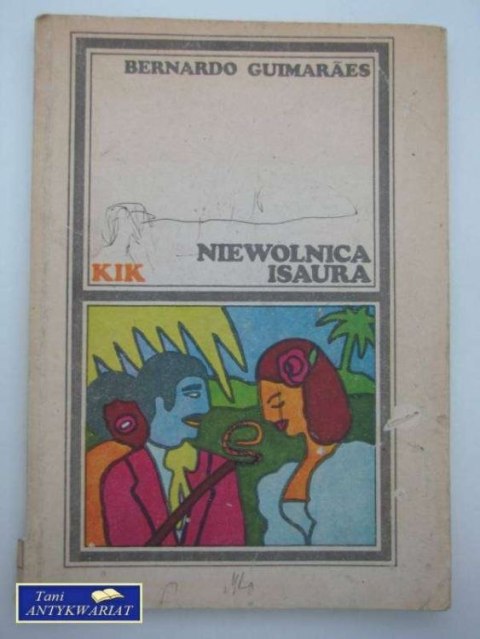 BERNARDO GUIMARÃES
NIEWOLNICA
KIK ISAURA
Tani
ANTYKWARIAT